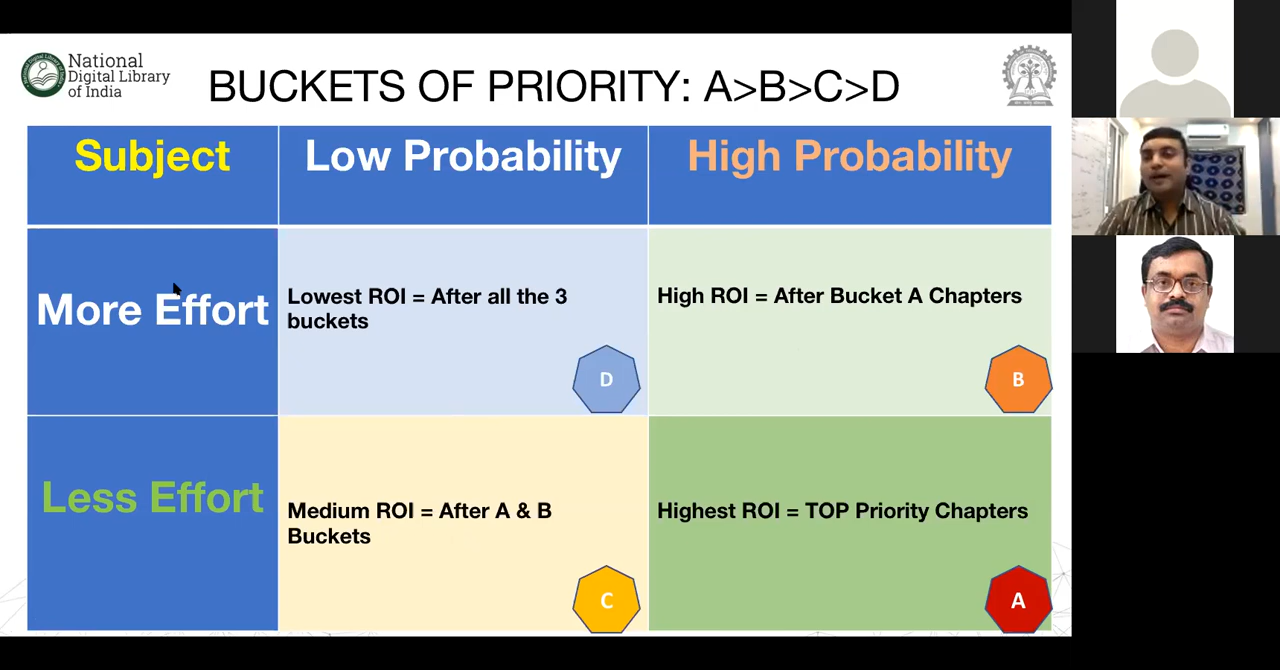 National
Digital Library
of India
BUCKETS OF PRIORITY: A>B>C>D
Subject
Low Probability
High Probability
More Effort
Lowest ROI = After all the 3
buckets
D
High ROI = After Bucket A Chapters
B
Less Effort
Medium ROI = After A & B
Buckets
C
Highest ROI = TOP Priority Chapters
A